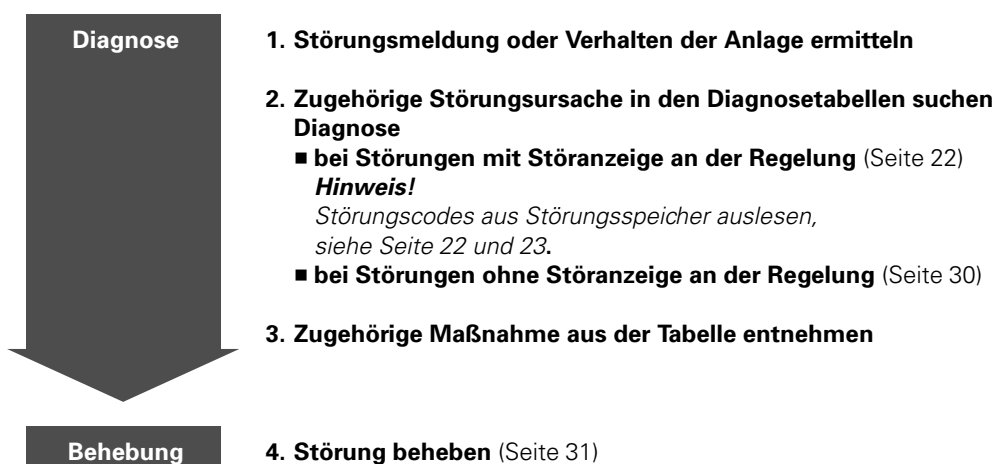 Diagnose
1. Störungsmeldung oder Verhalten der Anlage ermitteln
2. Zugehörige Störungsursache in den Diagnosetabellen suchen
Diagnose
■ bei Störungen mit Störanzeige an der Regelung (Seite 22)
Hinweis!
Störungscodes aus Störungsspeicher auslesen,
siehe Seite 22 und 23.
■ bei Störungen ohne Störanzeige an der Regelung (Seite 30)
3. Zugehörige Maßnahme aus der Tabelle entnehmen
Behebung
4. Störung beheben (Seite 31)